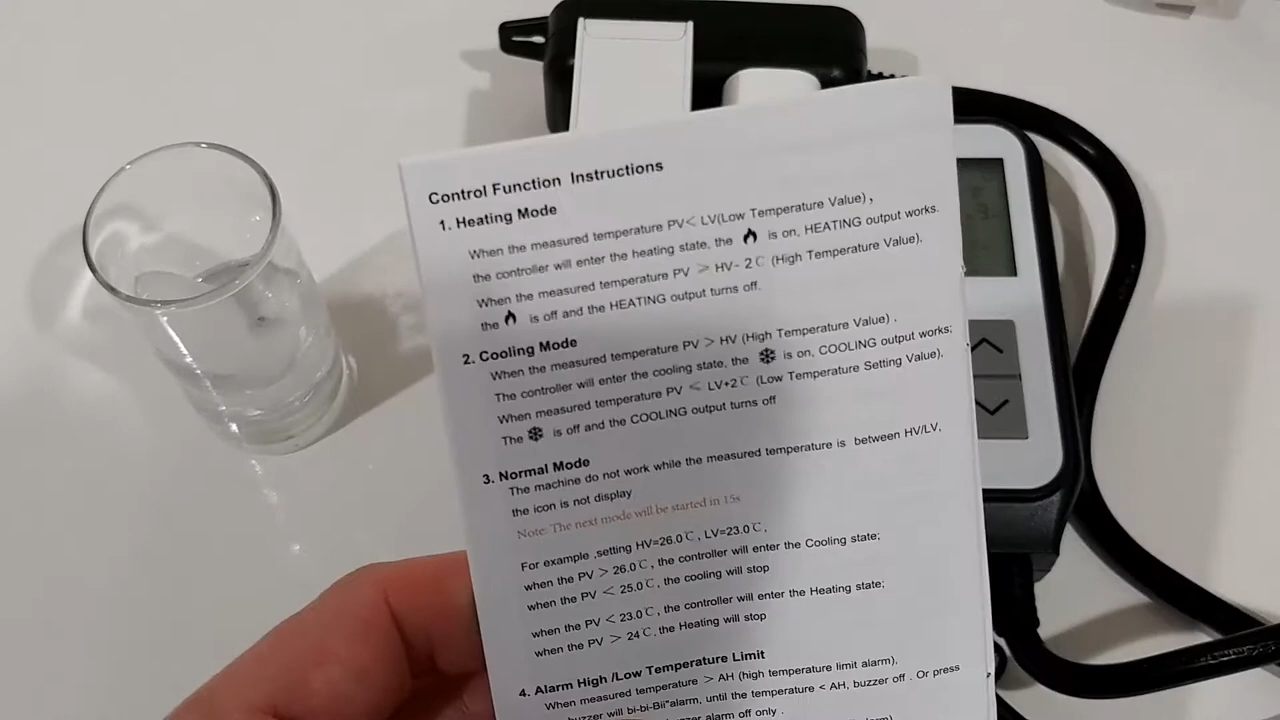 Control Function Instructions
1. Heating Mode
When the measured temperature PV< LV(Low Temperature Value),
the controller will enter the heating state, the is on, HEATING output works.
When the measured temperature PV > HV- 2℃ (High Temperature Value),
the is off and the HEATING output turns off.
2. Cooling Mode
When the measured temperature PV > HV (High Temperature Value) ,
The controller will enter the cooling state, the ❄ is on, COOLING output works;
When measured temperature PV ≤ LV+2℃ (Low Temperature Setting Value),
The ❄ is off and the COOLING output turns off
3. Normal Mode
The machine do not work while the measured temperature is between HV/LV,
the icon is not display
Note: The next mode will be started in 15s
For example ,setting HV=26.0℃, LV=23.0℃,
when the PV > 26.0℃, the controller will enter the Cooling state;
when the PV < 25.0℃, the cooling will stop
when the PV < 23.0℃, the controller will enter the Heating state;
when the PV > 24℃, the Heating will stop
4. Alarm High /Low Temperature Limit
When measured temperature > AH (high temperature limit alarm),
buzzer will bi-bi-Bii"alarm, until the temperature < AH, buzzer off . Or press
alarm off only .